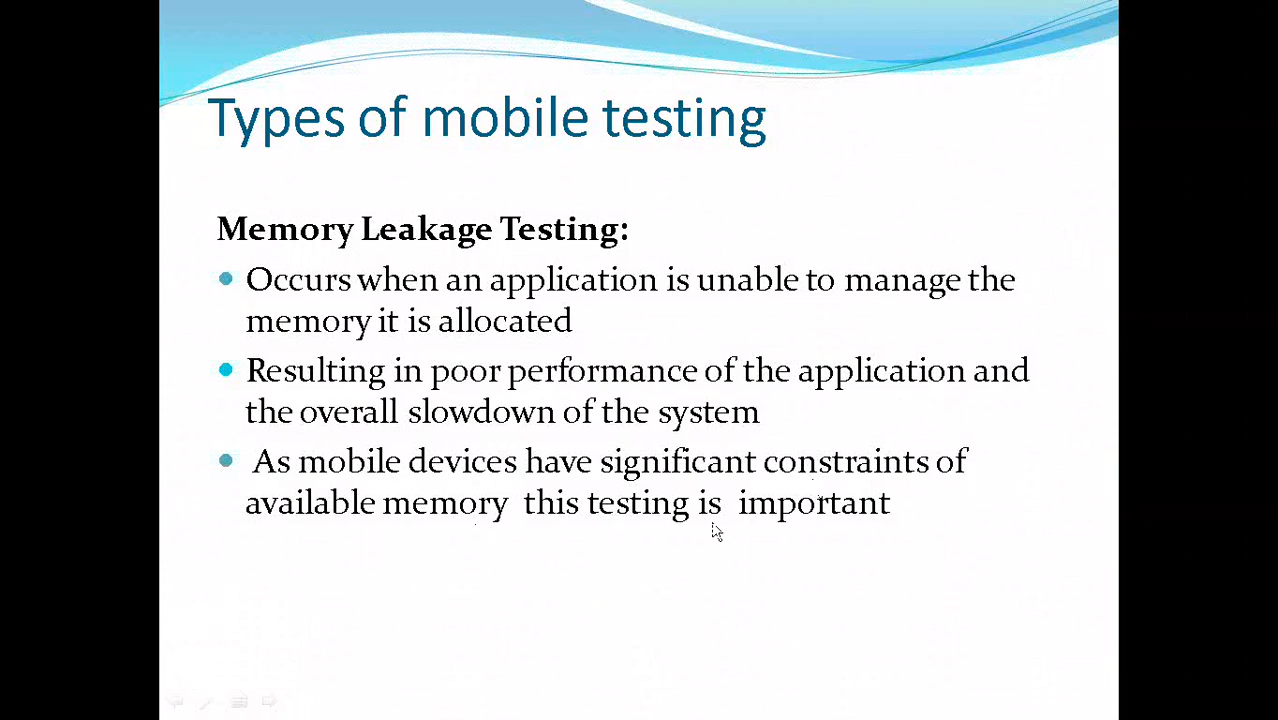 Types of mobile testing
Memory Leakage Testing:
Occurs when an application is unable to manage the
memory it is allocated
Resulting in poor performance of the application and
the overall slowdown of the system
As mobile devices have significant constraints of
available memory this testing is important